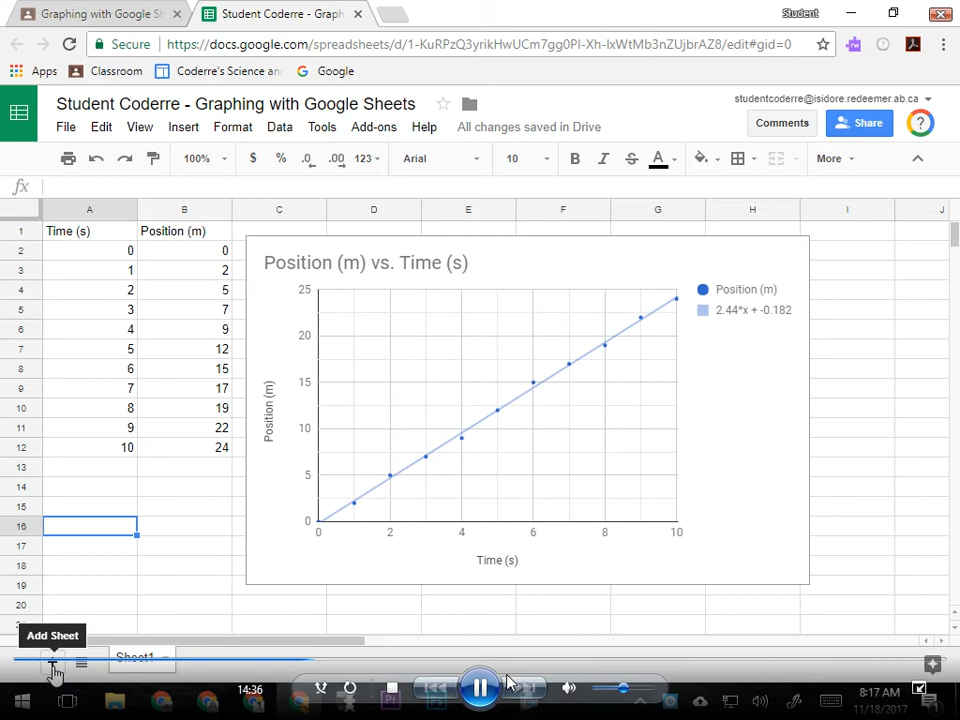 Graphing with Google Sh
Student Coderre - Graph
Student
Secure
https://docs.google.com/spreadsheets/d/1-KuRPzQ3yrikHwUCm7gg0Pl-Xh-lxWtMb3nZUjbrAZ8/edit#gid=0
Apps
Classroom
Coderre's Science an
Google
Student Coderre - Graphing with Google Sheets
studentcoderre@isidore.redeemer.ab.ca
File Edit View Insert Format Data Tools Add-ons Help All changes saved in Drive
Comments
Share
100% $ % .0 .00 123 Arial 10 B I S A More
fx
A B C D E F G H I J
1 Time (s) Position (m)
2 0 0
3 1 2
4 2 5
5 3 7
6 4 9
7 5 12
8 6 15
9 7 17
10 8 19
11 9 22
12 10 24
13
14
15
16
17
18
19
20
Position (m) vs. Time (s)
25
20
15
10
5
0
Position (m)
0 2 4 6 8 10
Time (s)
Position (m)
2.44*x + -0.182
Add Sheet
Sheet1
14:36
8:17 AM
11/18/2017